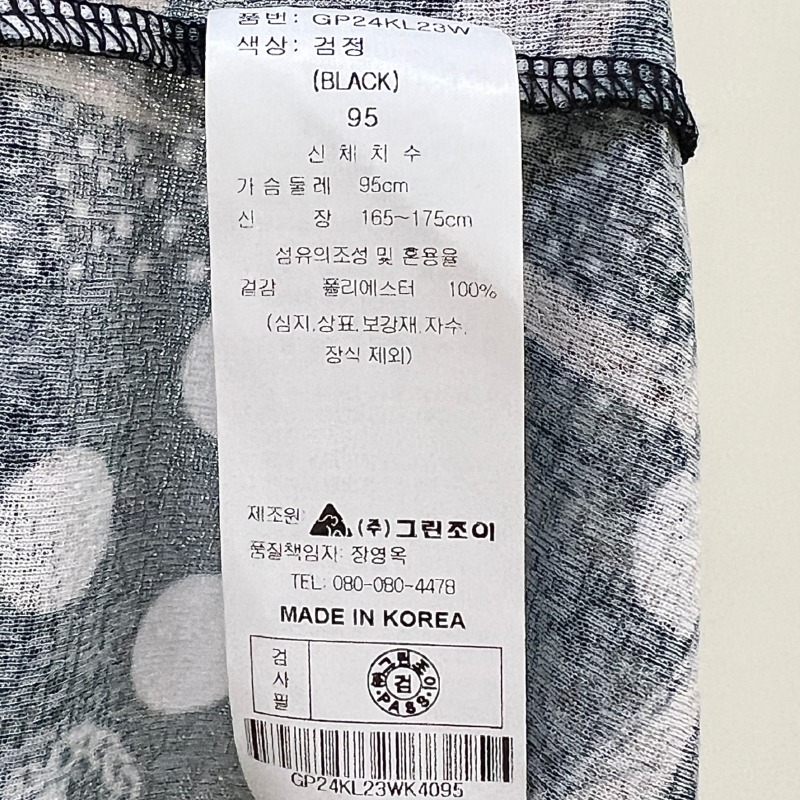 품번: GP24KL23W
색상: 검정
(BLACK)
95
신 체 치 수
가 슴 둘 레 95cm
신 장 165~175cm
섬유의조성 및 혼용율
겉감 폴리에스터 100%
(심지.상표.보강재.자수.
장식 제외)
제조원 (주)그린조이
품질책임자: 장영옥
TEL: 080-080-4478
MADE IN KOREA
검사필
그린조이
검
PASS
GP24KL23WK4095